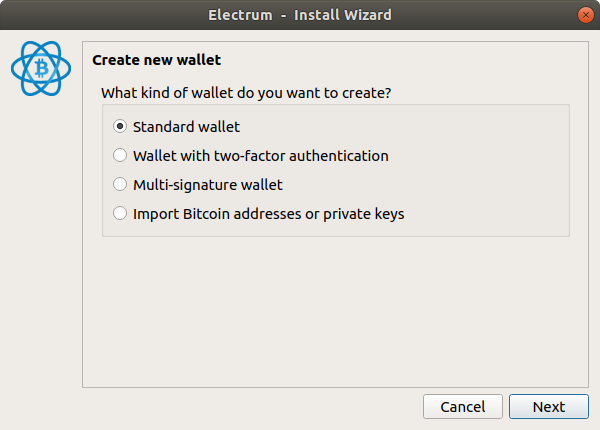 Electrum - Install Wizard
Create new wallet
What kind of wallet do you want to create?
Standard wallet
Wallet with two-factor authentication
Multi-signature wallet
Import Bitcoin addresses or private keys
Cancel
Next